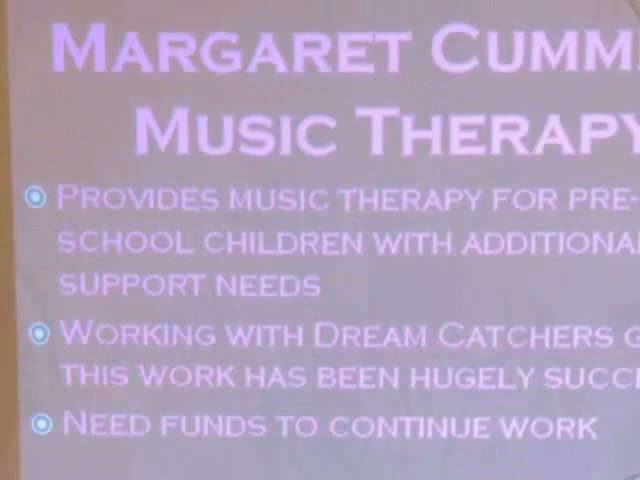 MARGARET CUMM
MUSIC THERAPY
PROVIDES MUSIC THERAPY FOR PRE-
SCHOOL CHILDREN WITH ADDITIONAL
SUPPORT NEEDS
WORKING WITH DREAM CATCHERS G
THIS WORK HAS BEEN HUGELY SUCC
NEED FUNDS TO CONTINUE WORK